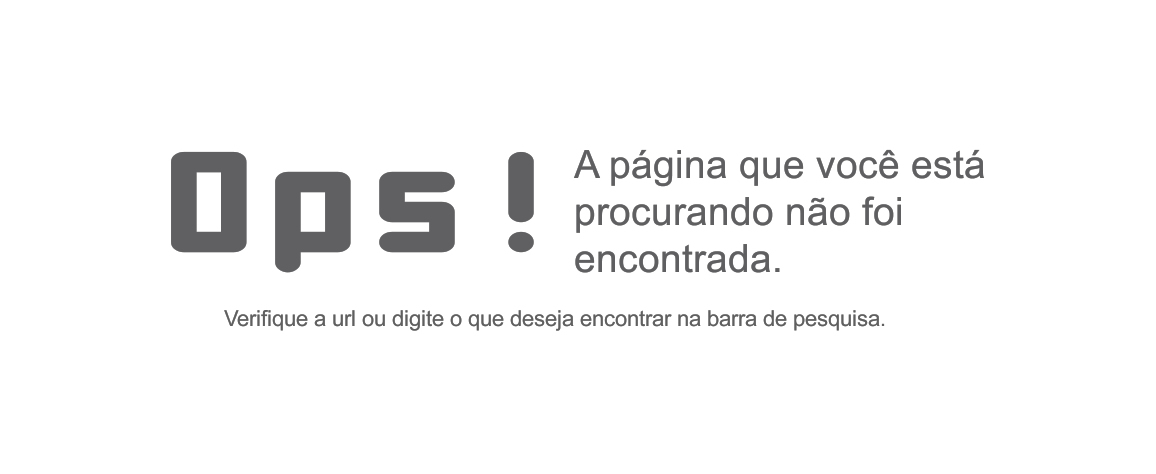 Ops !
A página que você está
procurando não foi
encontrada.
Verifique a url ou digite o que deseja encontrar na barra de pesquisa.